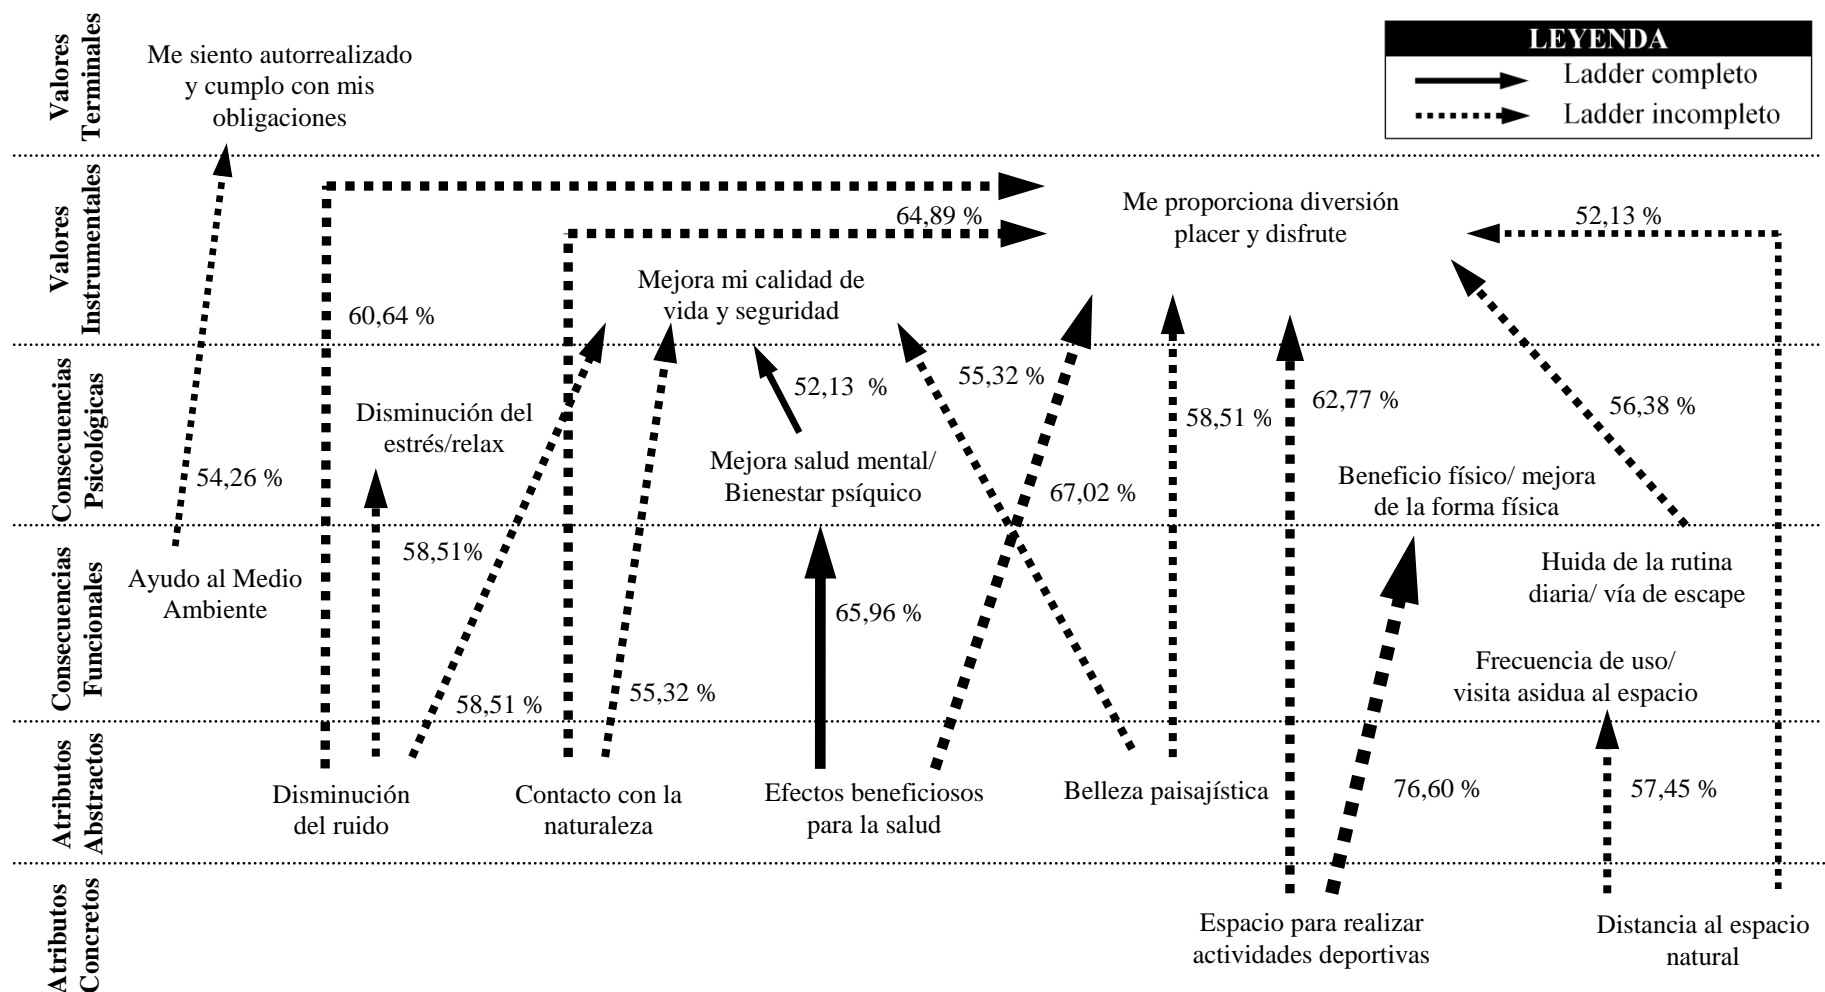 LEYENDA
Ladder completo
Ladder incompleto
Valores
Terminales
Me siento autorrealizado
y cumplo con mis
obligaciones
Valores
Instrumentales
64,89 %
Me proporciona diversión
placer y disfrute
52,13 %
Mejora mi calidad de
vida y seguridad
60,64 %
Consecuencias
Psicológicas
55,32 %
52,13 %
Disminución del
estrés/relax
58,51 %
62,77 %
56,38 %
54,26 %
Mejora salud mental/
Bienestar psíquico
67,02 %
Beneficio físico/ mejora
de la forma física
Consecuencias
Funcionales
58,51%
Ayudo al Medio
Ambiente
65,96 %
Huida de la rutina
diaria/ vía de escape
Frecuencia de uso/
visita asidua al espacio
58,51 %
55,32 %
Atributos
Abstractos
Disminución
del ruido
Contacto con la
naturaleza
Efectos beneficiosos
para la salud
Belleza paisajística
76,60 %
57,45 %
Atributos
Concretos
Espacio para realizar
actividades deportivas
Distancia al espacio
natural